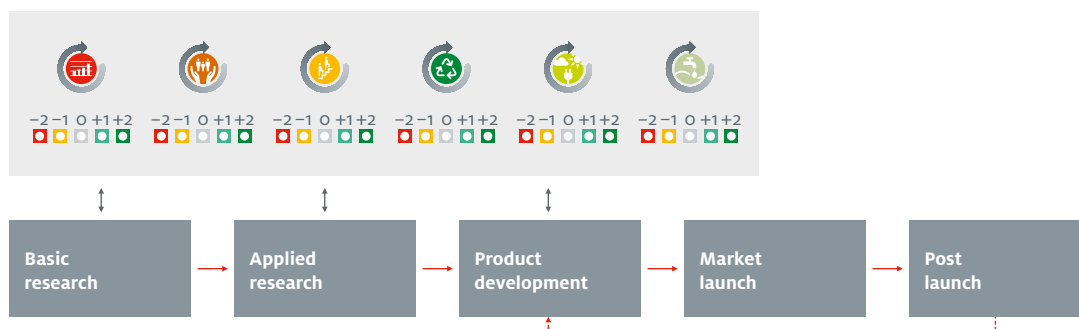 −2 −1 0 +1 +2 −2 −1 0 +1 +2 −2 −1 0 +1 +2 −2 −1 0 +1 +2 −2 −1 0 +1 +2 −2 −1 0 +1 +2
Basic
research
Applied
research
Product
development
Market
launch
Post
launch